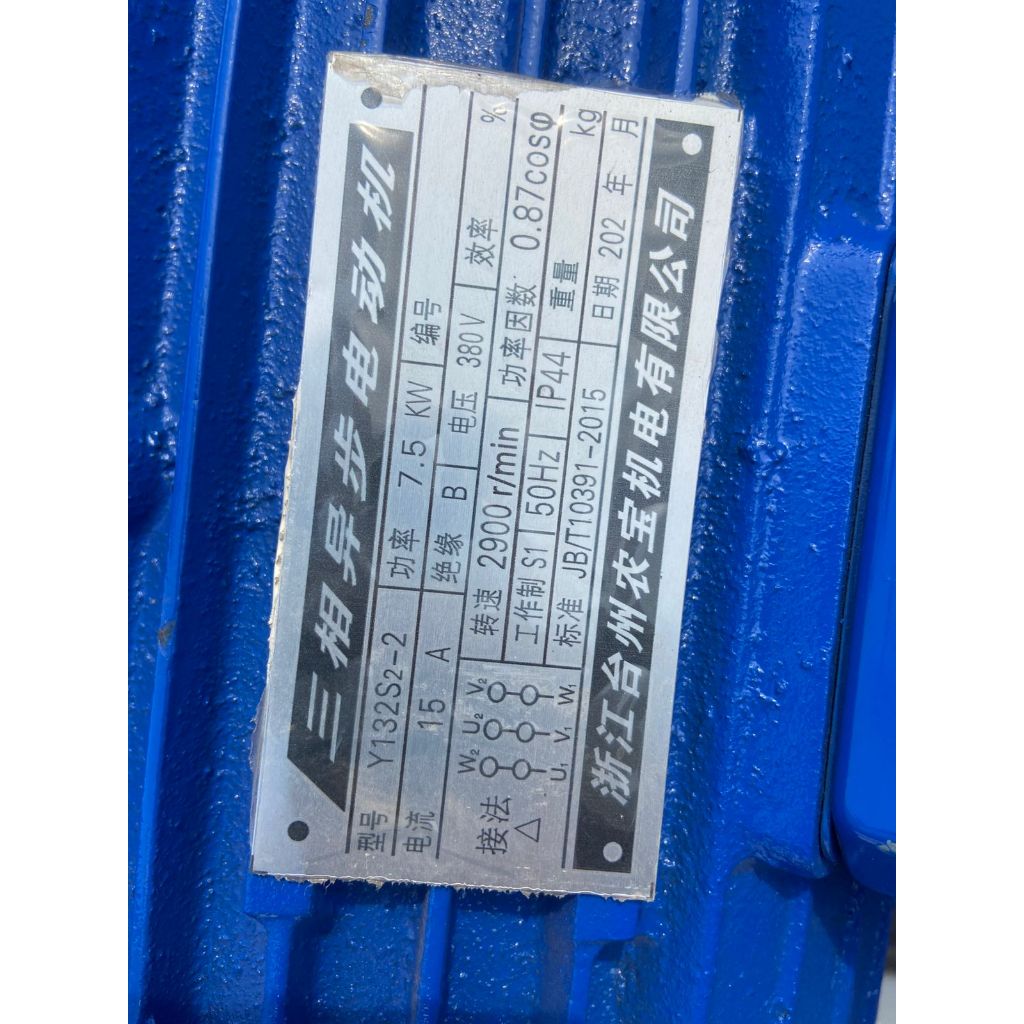 三相异步电动机
型号 Y132S2-2 功率 7.5 KW 编号
电流 15 A 绝缘 B 电压 380V 效率 %
接法 △ W2 U2 V2 U1 V1 W1
转速 2900 r/min 功率因数 0.87cosφ
工作制 S1 50Hz IP44 重量 kg
标准 JB/T10391-2015 日期 202 年 月
浙江台州农宝机电有限公司